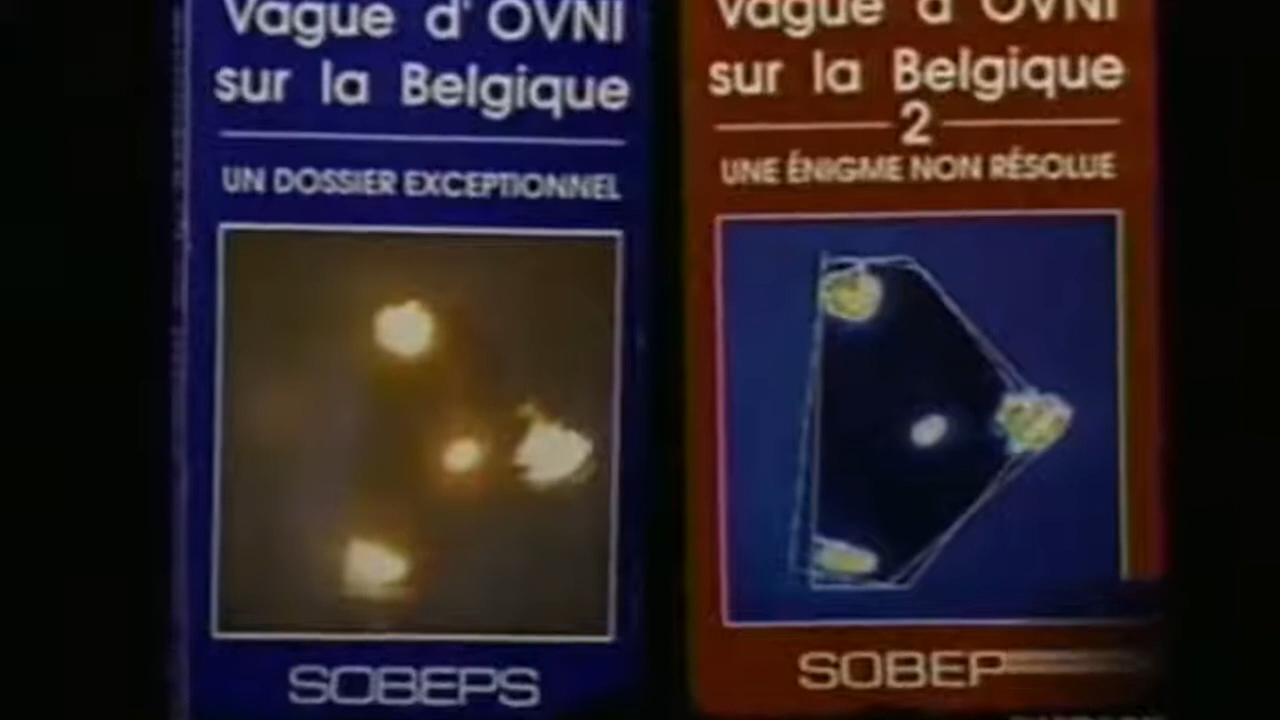 Vague d'OVNI
sur la Belgique
UN DOSSIER EXCEPTIONNEL
SOBEPS
Vague d'OVNI
sur la Belgique
2
UNE ÉNIGME NON RÉSOLUE
SOBEP